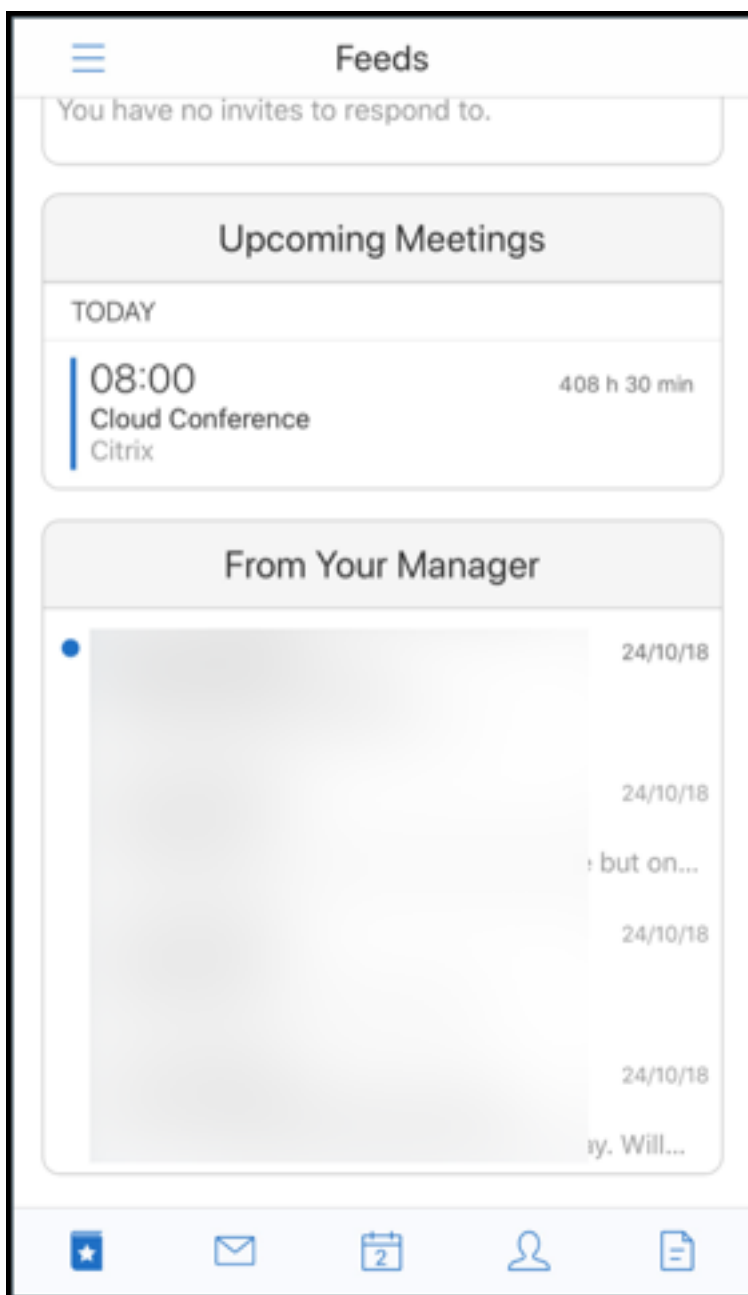 Feeds
You have no invites to respond to.
Upcoming Meetings
TODAY
08:00
408 h 30 min
Cloud Conference
Citrix
From Your Manager
24/10/18
24/10/18
but on...
24/10/18
24/10/18
Will...
2